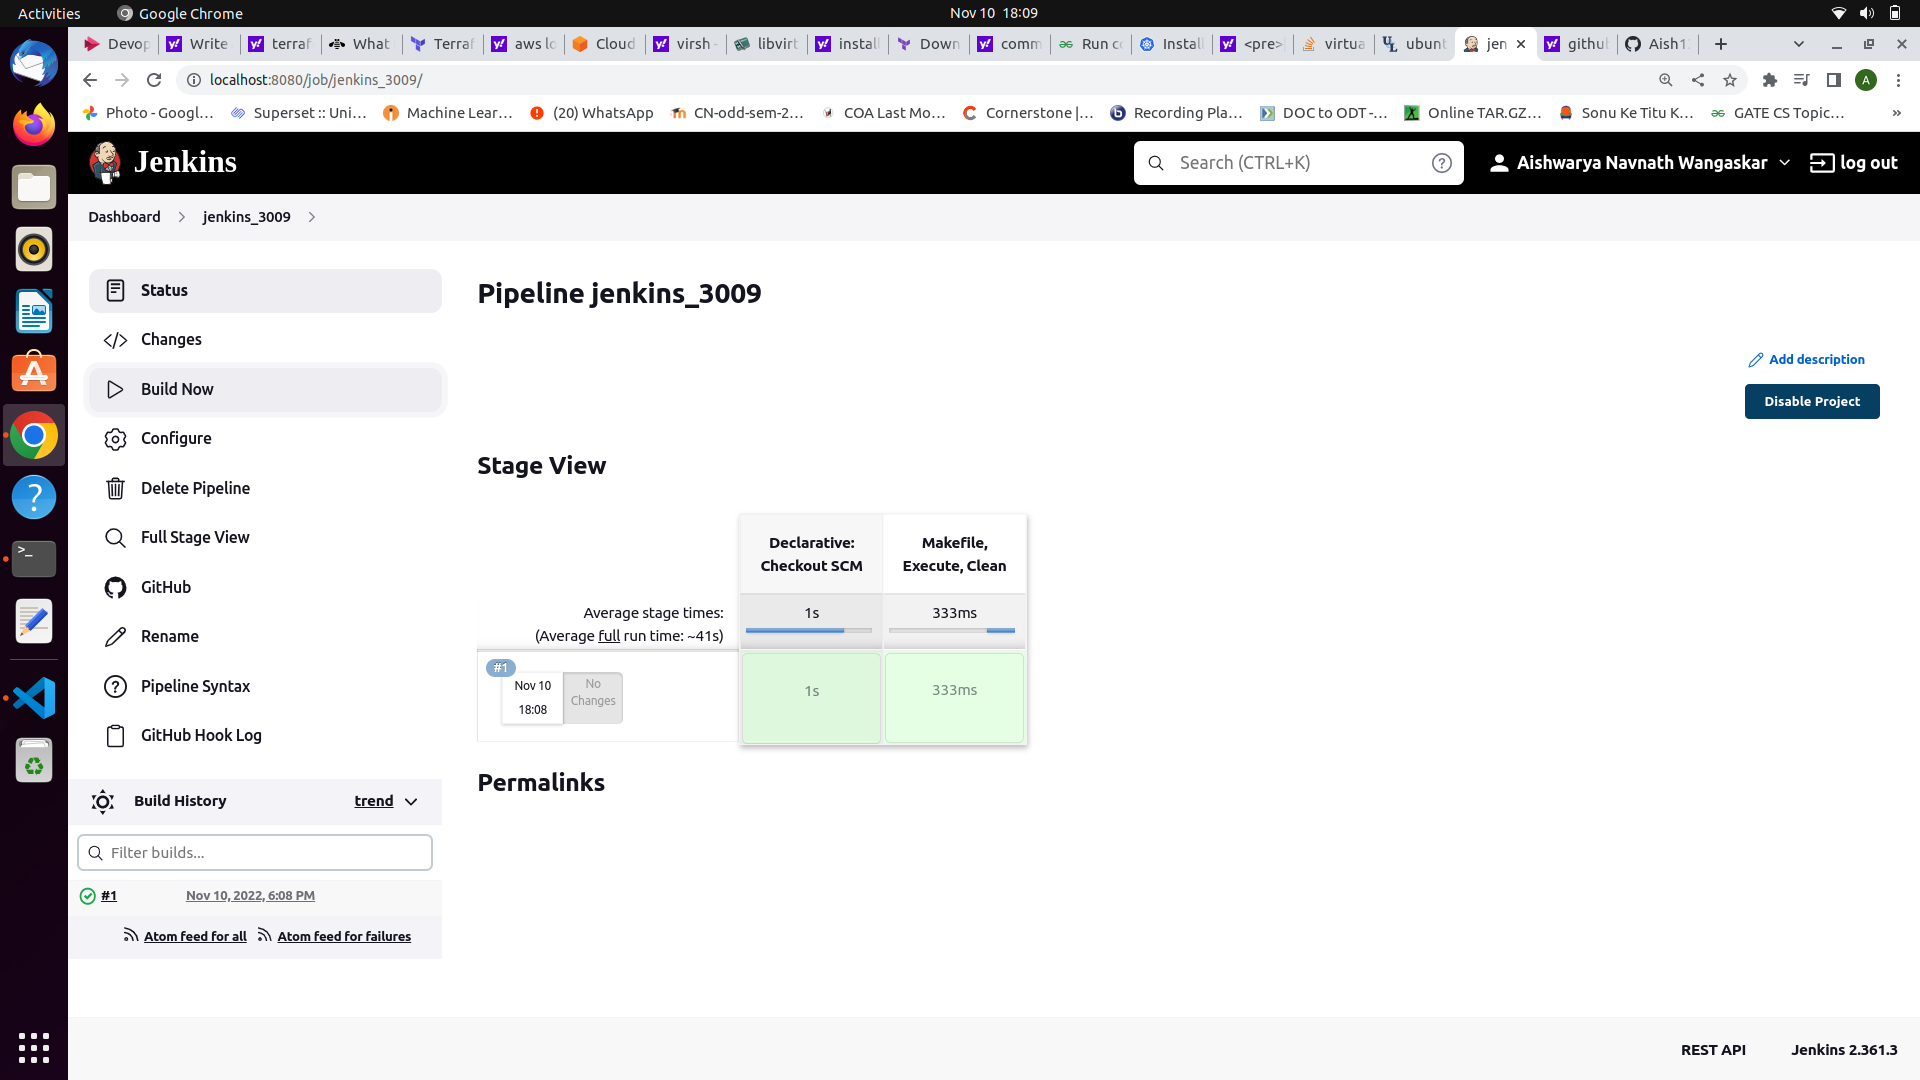 Activities
Google Chrome
Nov 10 18:09
Devop
Write
terraf
What
Terraf
aws lo
Cloud
virsh
libvirt
install
Down
comm
Run co
Install
<pre>
virtua
ubunt
jen
githu
Aish1
localhost:8080/job/jenkins_3009/
A
Photo - Googl...
Superset :: Uni...
Machine Lear...
(20) WhatsApp
CN-odd-sem-2...
COA Last Mo...
Cornerstone |...
Recording Pla...
DOC to ODT -...
Online TAR.GZ...
Sonu Ke Titu K...
GATE CS Topic...
»
Jenkins
Search (CTRL+K)
Aishwarya Navnath Wangaskar
log out
Dashboard
jenkins_3009
Status
Changes
Build Now
Configure
Delete Pipeline
Full Stage View
GitHub
Rename
Pipeline Syntax
GitHub Hook Log
Build History
trend
Filter builds...
#1
Nov 10, 2022, 6:08 PM
Atom feed for all
Atom feed for failures
Pipeline jenkins_3009
Add description
Disable Project
Stage View
Declarative:
Checkout SCM
Makefile,
Execute, Clean
Average stage times:
(Average full run time: ~41s)
1s
333ms
#1
Nov 10
18:08
No
Changes
1s
333ms
Permalinks
REST API
Jenkins 2.361.3